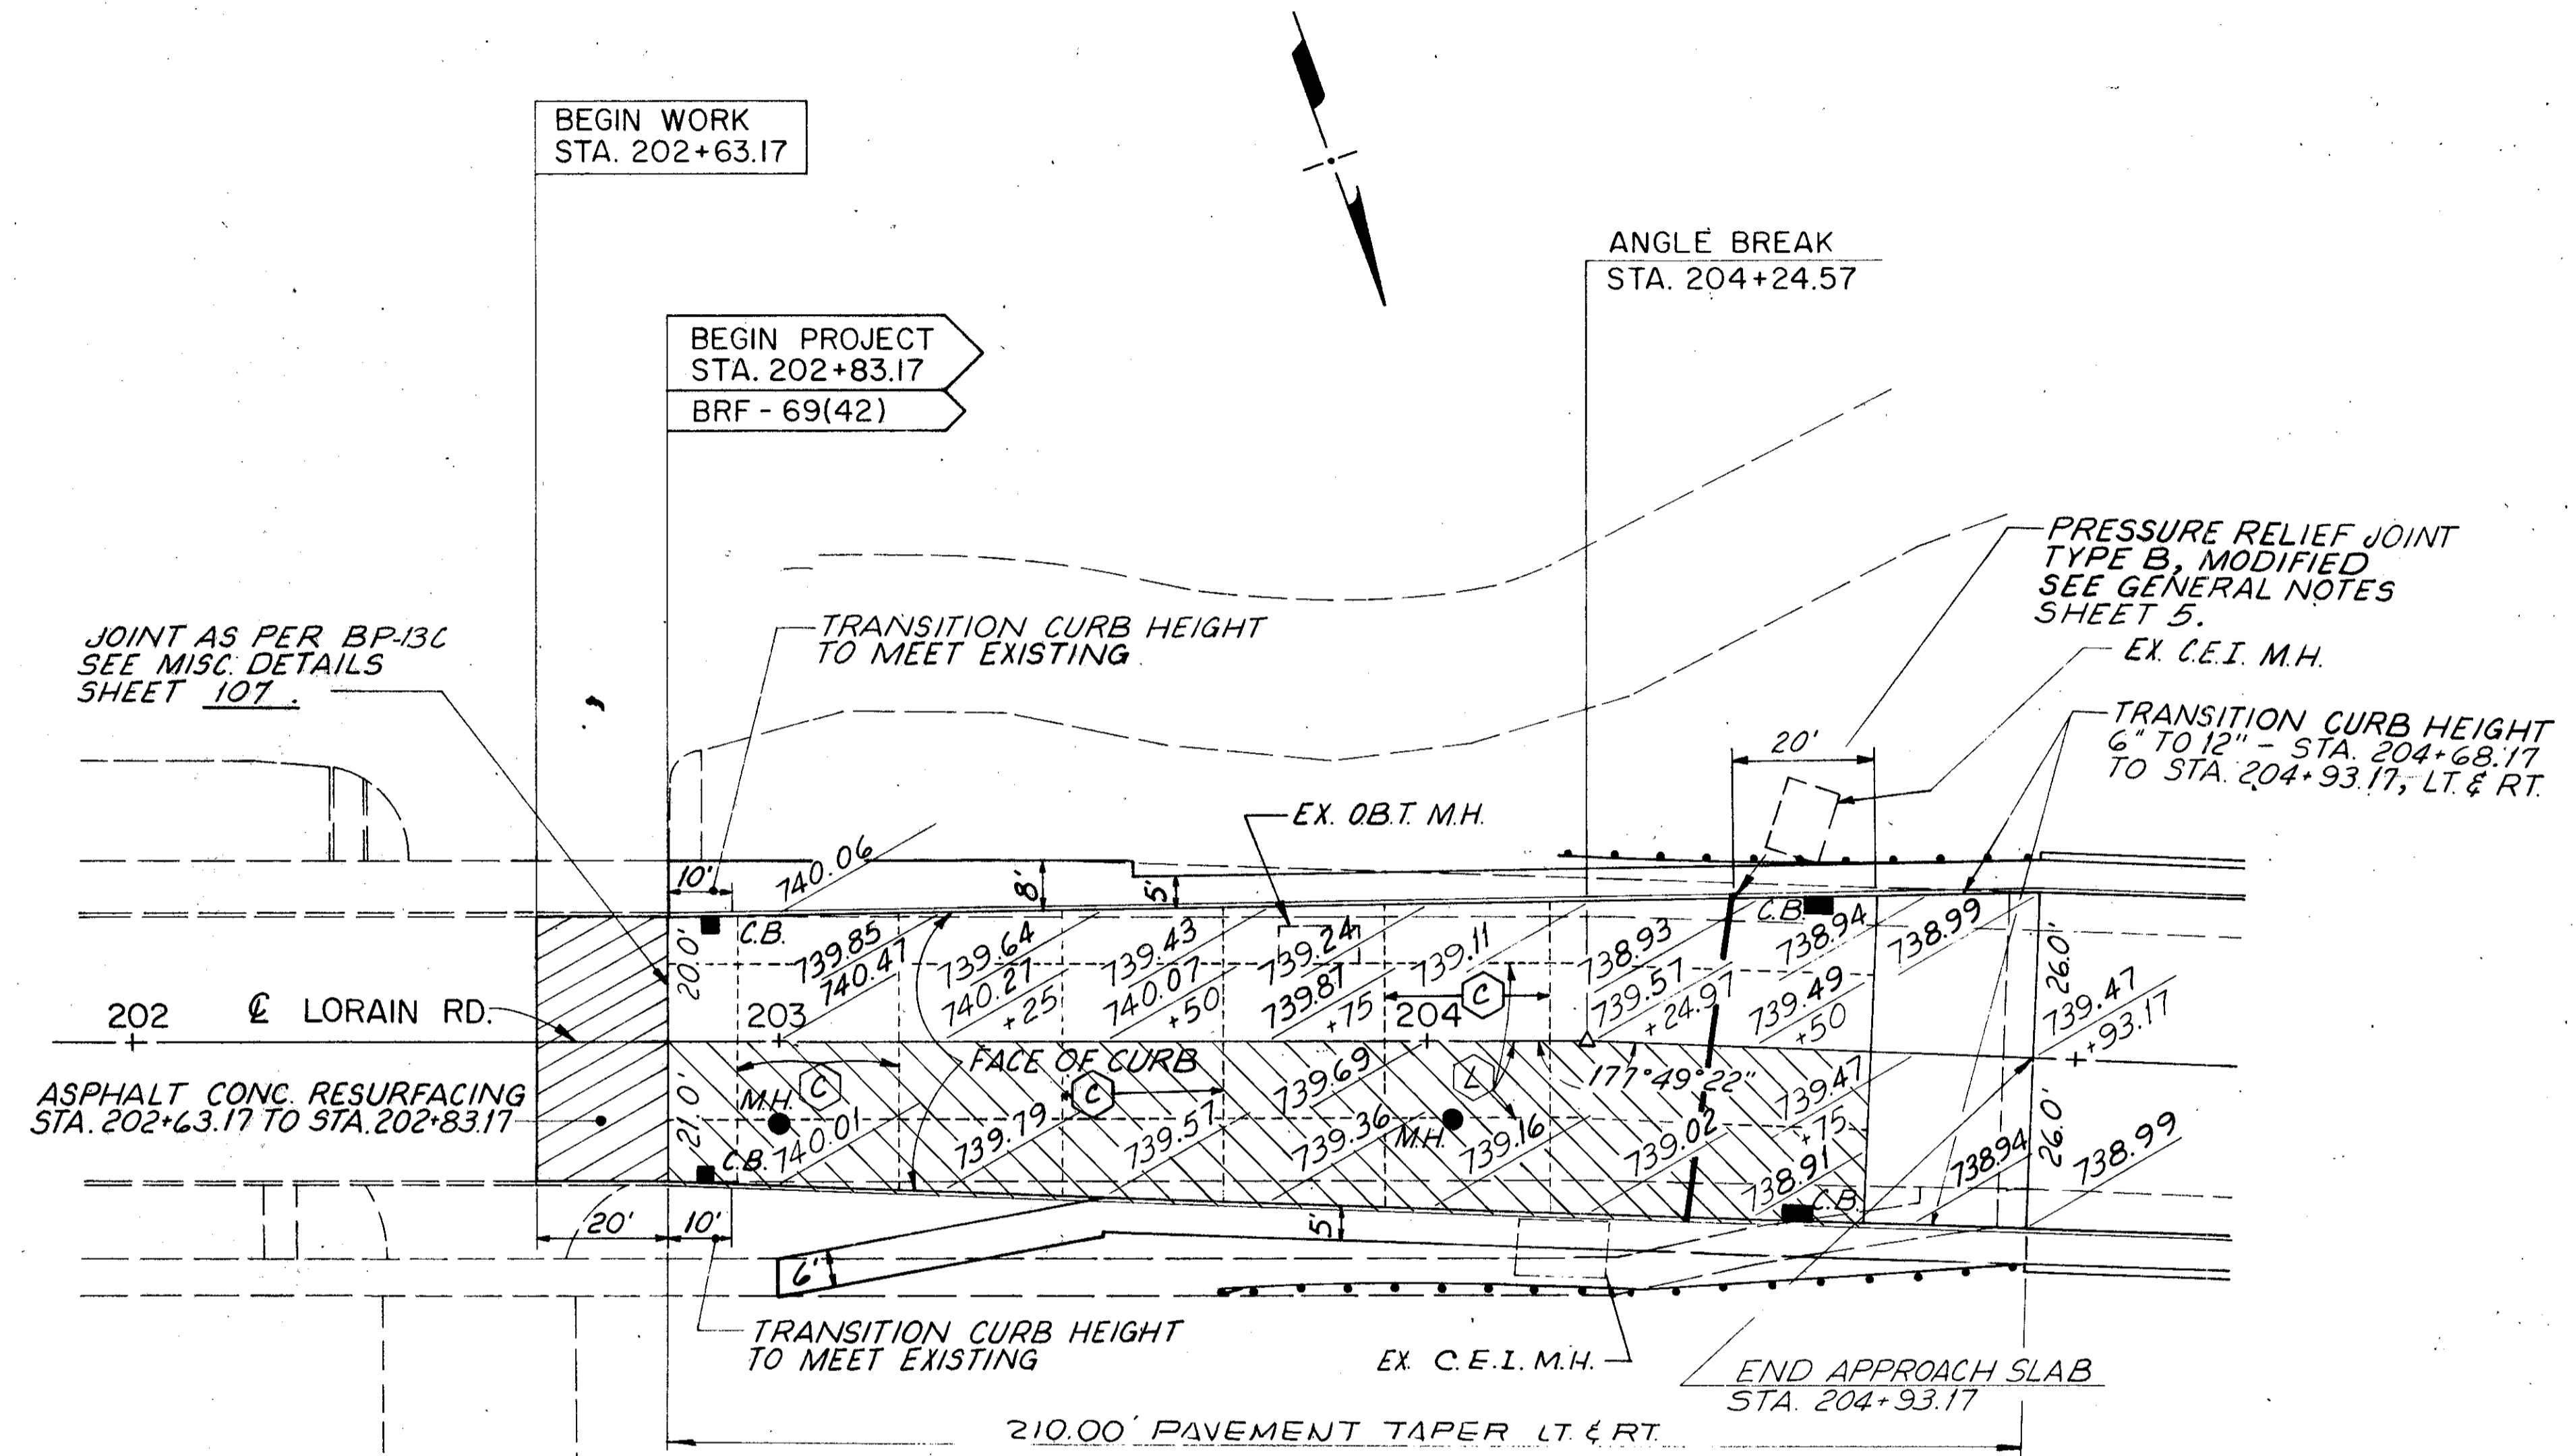 BEGIN WORK
STA. 202+63.17
BEGIN PROJECT
STA. 202+83.17
BRF - 69(42)
ANGLE BREAK
STA. 204+24.57
PRESSURE RELIEF JOINT
TYPE B, MODIFIED
SEE GENERAL NOTES
SHEET 5.
EX. C.E.I. M.H.
TRANSITION CURB HEIGHT
6" TO 12" - STA. 204+68.17
TO STA. 204+93.17, LT. & RT.
JOINT AS PER BP-13C
SEE MISC. DETAILS
SHEET 107.
TRANSITION CURB HEIGHT
TO MEET EXISTING
20'
EX. O.B.T. M.H.
10'
740.06
8'
5'
C.B.
20.0'
739.85
740.47
739.64
740.27
+25
739.43
740.07
+50
739.24
739.87
+75
739.11
C
738.93
739.57
+24.97
C.B.
738.94
739.49
+50
738.99
26.0'
739.47
+93.17
202
℄ LORAIN RD.
203
204
FACE OF CURB
ASPHALT CONC. RESURFACING
STA. 202+63.17 TO STA. 202+83.17
21.0'
M.H.
C
C.B.
740.01
739.79
C
739.57
739.69
739.36
L
M.H.
739.16
177°49°22"
739.02
739.47
+75
738.91
C.B.
738.94
26.0'
738.99
20'
10'
6'
5'
TRANSITION CURB HEIGHT
TO MEET EXISTING
EX. C.E.I. M.H.
END APPROACH SLAB
STA. 204+93.17
210.00' PAVEMENT TAPER LT. & RT.